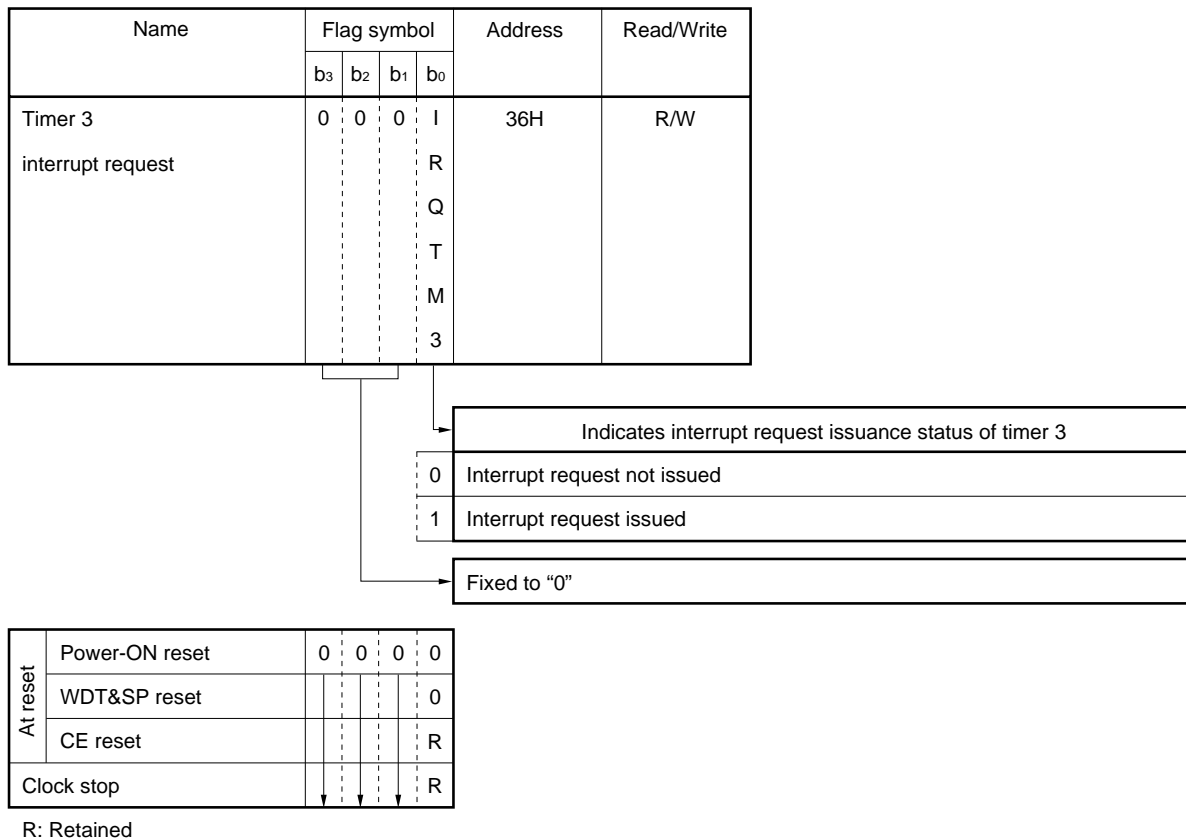 Name Flag symbol Address Read/Write
b3 b2 b1 b0
Timer 3 0 0 0 I 36H R/W
interrupt request R
Q
T
M
3
Indicates interrupt request issuance status of timer 3
0 Interrupt request not issued
1 Interrupt request issued
Fixed to “0”
At reset
Power-ON reset 0 0 0 0
WDT&SP reset 0
CE reset R
Clock stop R
R: Retained